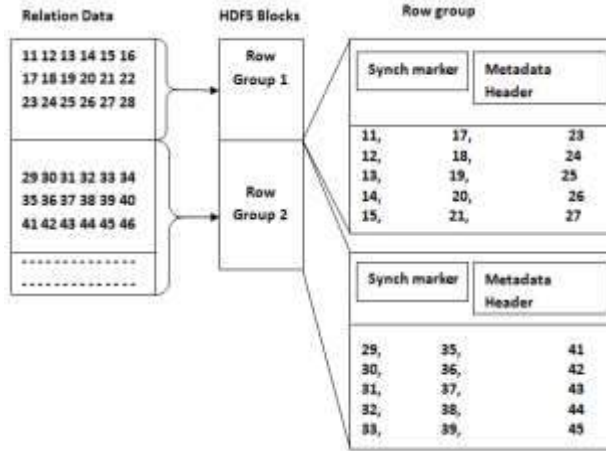 Relation Data
HDFS Blocks
Row group
11 12 13 14 15 16
17 18 19 20 21 22
23 24 25 26 27 28
29 30 31 32 33 34
35 36 37 38 39 40
41 42 43 44 45 46
Row
Group 1
Row
Group 2
Synch marker
Metadata
Header
11, 17, 23
12, 18, 24
13, 19, 25
14, 20, 26
15, 21, 27
Synch marker
Metadata
Header
29, 35, 41
30, 36, 42
31, 37, 43
32, 38, 44
33, 39, 45